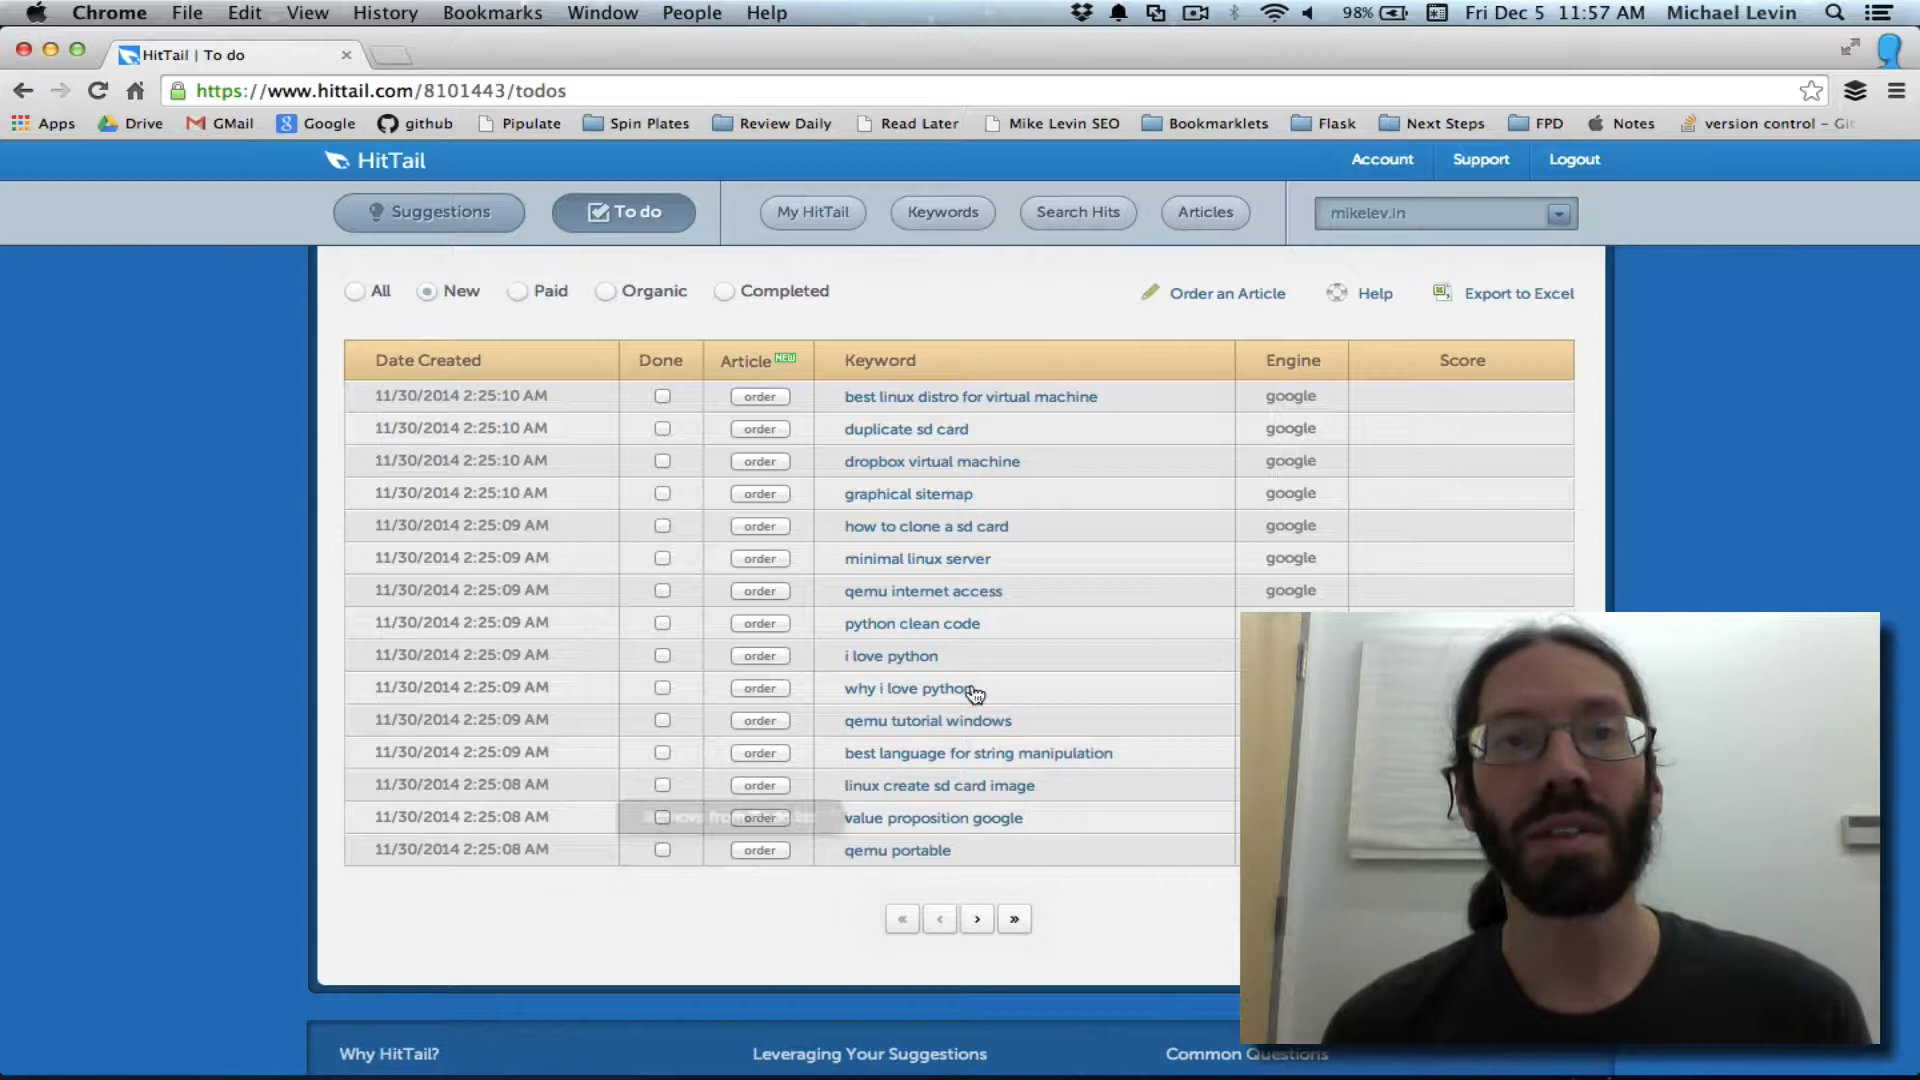 Chrome File Edit View History Bookmarks Window People Help 98% Fri Dec 5 11:57 AM Michael Levin
HitTail | To do
https://www.hittail.com/8101443/todos
Apps Drive GMail Google github Pipulate Spin Plates Review Daily Read Later Mike Levin SEO Bookmarklets Flask Next Steps FPD Notes version control - Git
HitTail Account Support Logout
Suggestions To do My HitTail Keywords Search Hits Articles mikelev.in
All New Paid Organic Completed Order an Article Help Export to Excel
Date Created Done Article NEW Keyword Engine Score
11/30/2014 2:25:10 AM order best linux distro for virtual machine google
11/30/2014 2:25:10 AM order duplicate sd card google
11/30/2014 2:25:10 AM order dropbox virtual machine google
11/30/2014 2:25:10 AM order graphical sitemap google
11/30/2014 2:25:09 AM order how to clone a sd card google
11/30/2014 2:25:09 AM order minimal linux server google
11/30/2014 2:25:09 AM order qemu internet access google
11/30/2014 2:25:09 AM order python clean code
11/30/2014 2:25:09 AM order i love python
11/30/2014 2:25:09 AM order why i love python
11/30/2014 2:25:09 AM order qemu tutorial windows
11/30/2014 2:25:09 AM order best language for string manipulation
11/30/2014 2:25:08 AM order linux create sd card image
11/30/2014 2:25:08 AM order value proposition google
11/30/2014 2:25:08 AM order qemu portable
« ‹ › »
Why HitTail? Leveraging Your Suggestions Common Questions